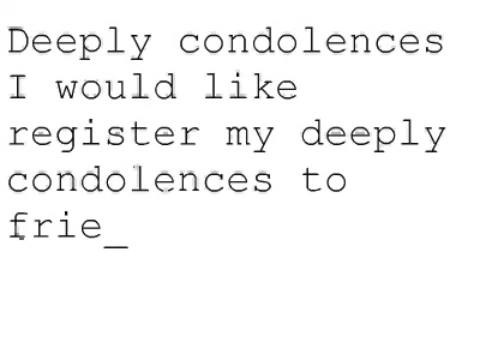 Deeply condolences
I would like
register my deeply
condolences to
frie_